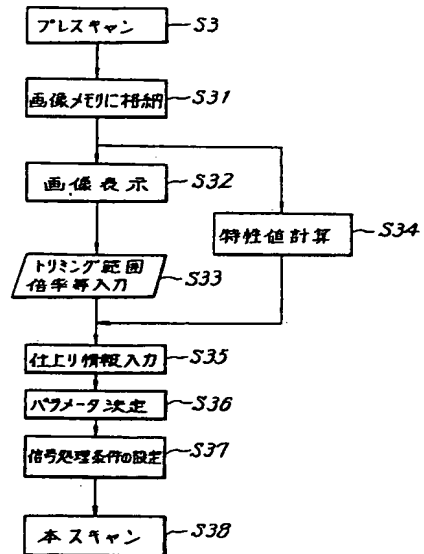 プレスキャン
S3
画像メモリに格納
S31
画像表示
S32
特性値計算
S34
トリミング範囲
倍率等入力
S33
仕上り情報入力
S35
パラメータ決定
S36
信号処理条件の設定
S37
本スキャン
S38